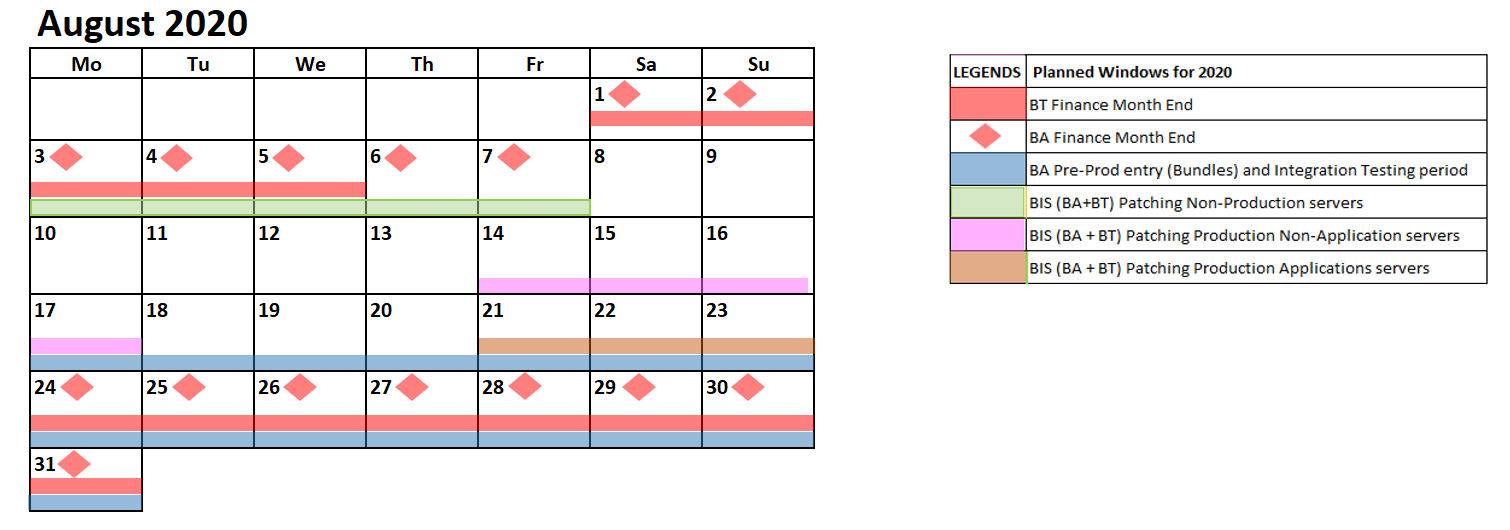 August 2020
Mo Tu We Th Fr Sa Su
1 2
3 4 5 6 7 8 9
10 11 12 13 14 15 16
17 18 19 20 21 22 23
24 25 26 27 28 29 30
31
LEGENDS Planned Windows for 2020
BT Finance Month End
BA Finance Month End
BA Pre-Prod entry (Bundles) and Integration Testing period
BIS (BA+BT) Patching Non-Production servers
BIS (BA + BT) Patching Production Non-Application servers
BIS (BA + BT) Patching Production Applications servers